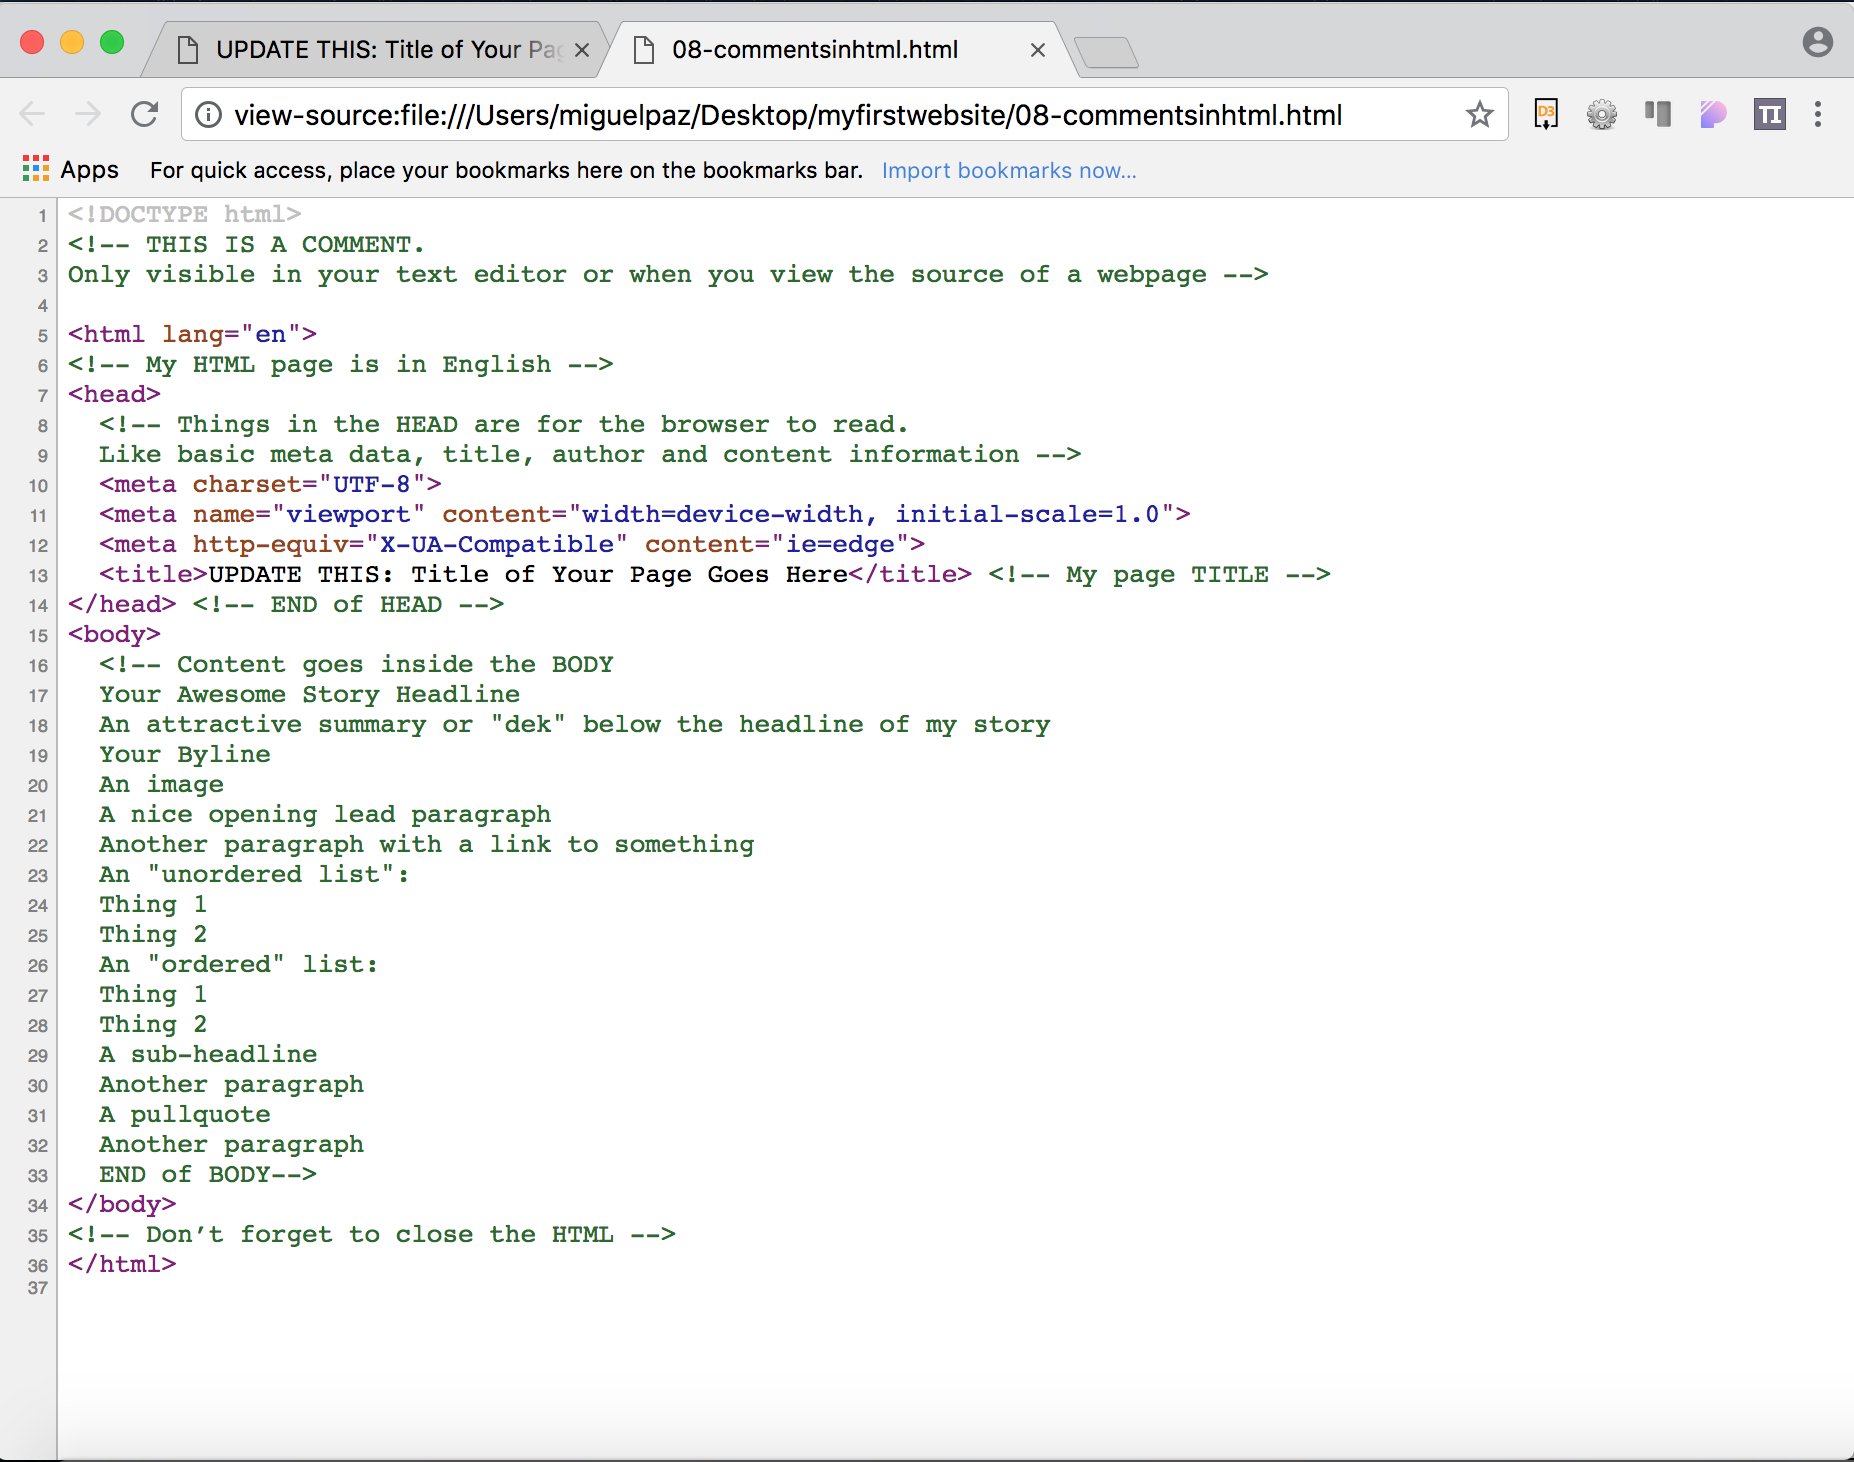 UPDATE THIS: Title of Your Pag
08-commentsinhtml.html
view-source:file:///Users/miguelpaz/Desktop/myfirstwebsite/08-commentsinhtml.html
D3
TI
Apps For quick access, place your bookmarks here on the bookmarks bar. Import bookmarks now...
1 <!DOCTYPE html>
2 <!-- THIS IS A COMMENT.
3 Only visible in your text editor or when you view the source of a webpage -->
4
5 <html lang="en">
6 <!-- My HTML page is in English -->
7 <head>
8   <!-- Things in the HEAD are for the browser to read.
9   Like basic meta data, title, author and content information -->
10   <meta charset="UTF-8">
11   <meta name="viewport" content="width=device-width, initial-scale=1.0">
12   <meta http-equiv="X-UA-Compatible" content="ie=edge">
13   <title>UPDATE THIS: Title of Your Page Goes Here</title> <!-- My page TITLE -->
14 </head> <!-- END of HEAD -->
15 <body>
16   <!-- Content goes inside the BODY
17   Your Awesome Story Headline
18   An attractive summary or "dek" below the headline of my story
19   Your Byline
20   An image
21   A nice opening lead paragraph
22   Another paragraph with a link to something
23   An "unordered list":
24   Thing 1
25   Thing 2
26   An "ordered" list:
27   Thing 1
28   Thing 2
29   A sub-headline
30   Another paragraph
31   A pullquote
32   Another paragraph
33   END of BODY-->
34 </body>
35 <!-- Don’t forget to close the HTML -->
36 </html>
37